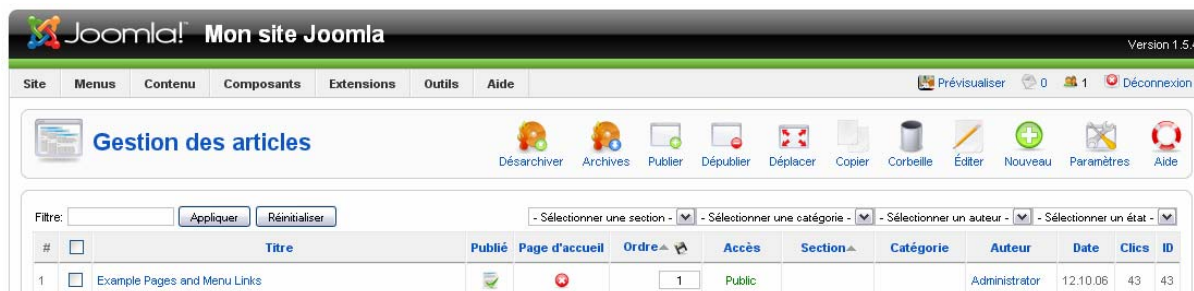 Joomla! Mon site Joomla
Version 1.5.4
Site Menus Contenu Composants Extensions Outils Aide Prévisualiser 0 1 Déconnexion
Gestion des articles Désarchiver Archives Publier Dépublier Déplacer Copier Corbeille Éditer Nouveau Paramètres Aide
Filtre: Appliquer Réinitialiser - Sélectionner une section - - Sélectionner une catégorie - - Sélectionner un auteur - - Sélectionner un état -
# Titre Publié Page d'accueil Ordre Accès Section Catégorie Auteur Date Clics ID
1 Example Pages and Menu Links 1 Public Administrator 12.10.06 43 43